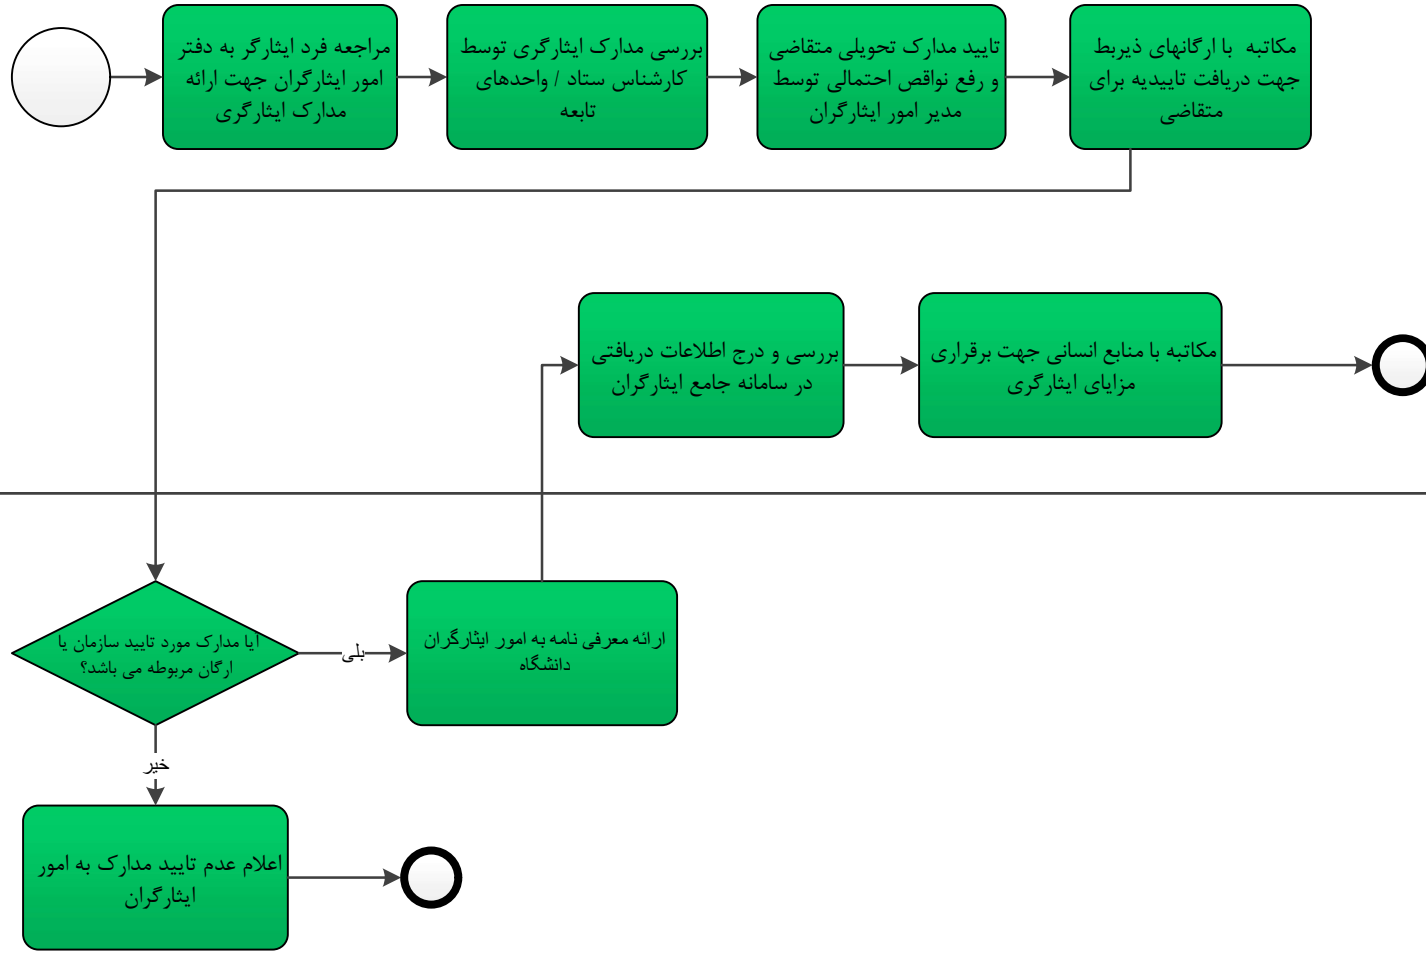 مراجعه فرد ایثارگر به دفتر
امور ایثارگران جهت ارائه
مدارک ایثارگری
بررسی مدارک ایثارگری توسط
کارشناس ستاد / واحدهای
تابعه
تایید مدارک تحویلی متقاضی
و رفع نواقص احتمالی توسط
مدیر امور ایثارگران
مکاتبه با ارگانهای ذیربط
جهت دریافت تاییدیه برای
متقاضی
بررسی و درج اطلاعات دریافتی
در سامانه جامع ایثارگران
مکاتبه با منابع انسانی جهت برقراری
مزایای ایثارگری
آیا مدارک مورد تایید سازمان یا
ارگان مربوطه می باشد؟
بلی
ارائه معرفی نامه به امور ایثارگران
دانشگاه
خیر
اعلام عدم تایید مدارک به امور
ایثارگران